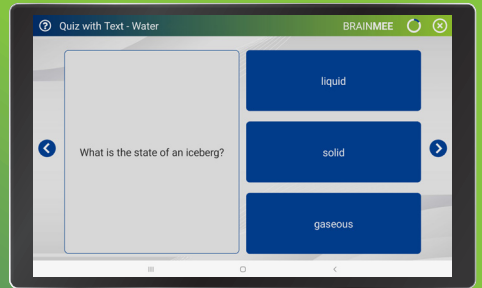 Quiz with Text - Water
BRAINMEE
What is the state of an iceberg?
liquid
solid
gaseous